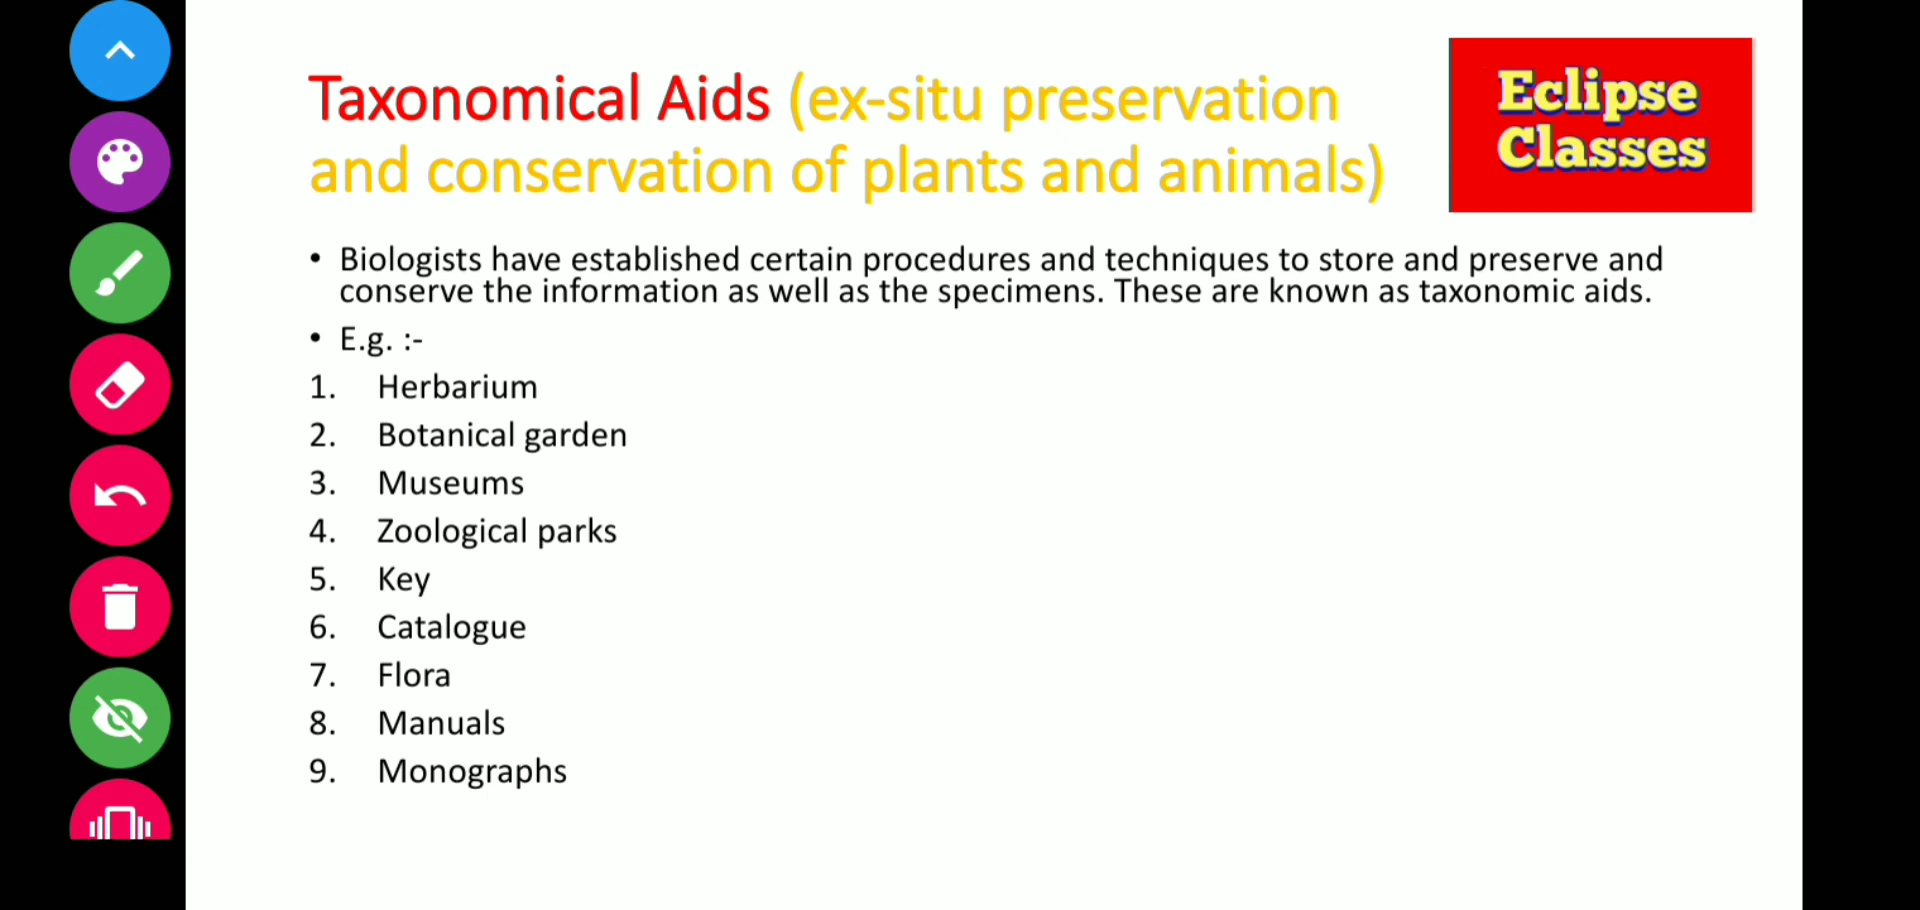 Taxonomical Aids (ex-situ preservation
and conservation of plants and animals)
Eclipse
Classes
• Biologists have established certain procedures and techniques to store and preserve and
conserve the information as well as the specimens. These are known as taxonomic aids.
• E.g. :-
1. Herbarium
2. Botanical garden
3. Museums
4. Zoological parks
5. Key
6. Catalogue
7. Flora
8. Manuals
9. Monographs